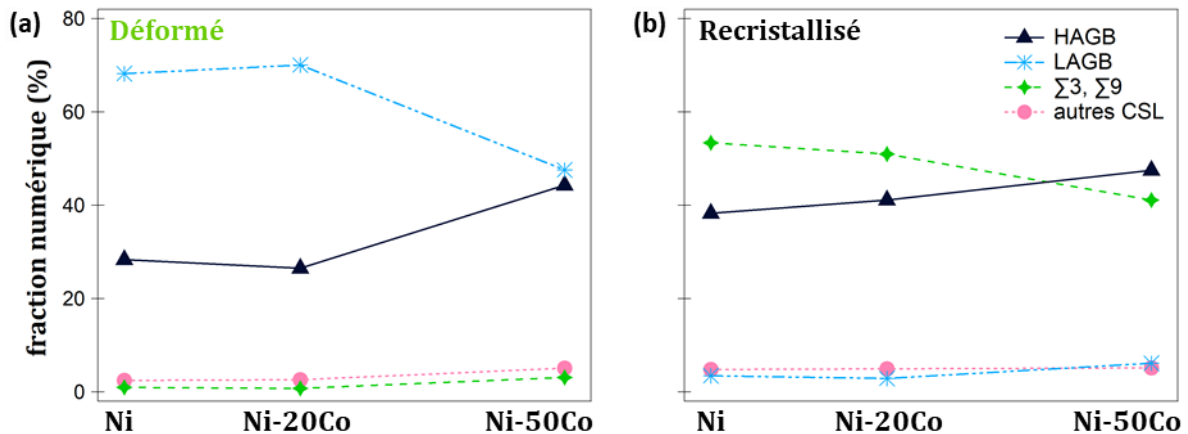 (a)
Déformé
fraction numérique (%)
80
60
40
20
0
Ni
Ni-20Co
Ni-50Co
(b)
Recristallisé
HAGB
LAGB
∑3, ∑9
autres CSL
Ni
Ni-20Co
Ni-50Co